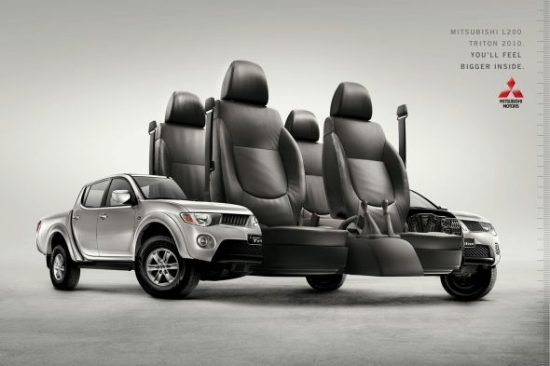 MITSUBISHI L200
TRITON 2010.
YOU'LL FEEL
BIGGER INSIDE.
MITSUBISHI
MOTORS